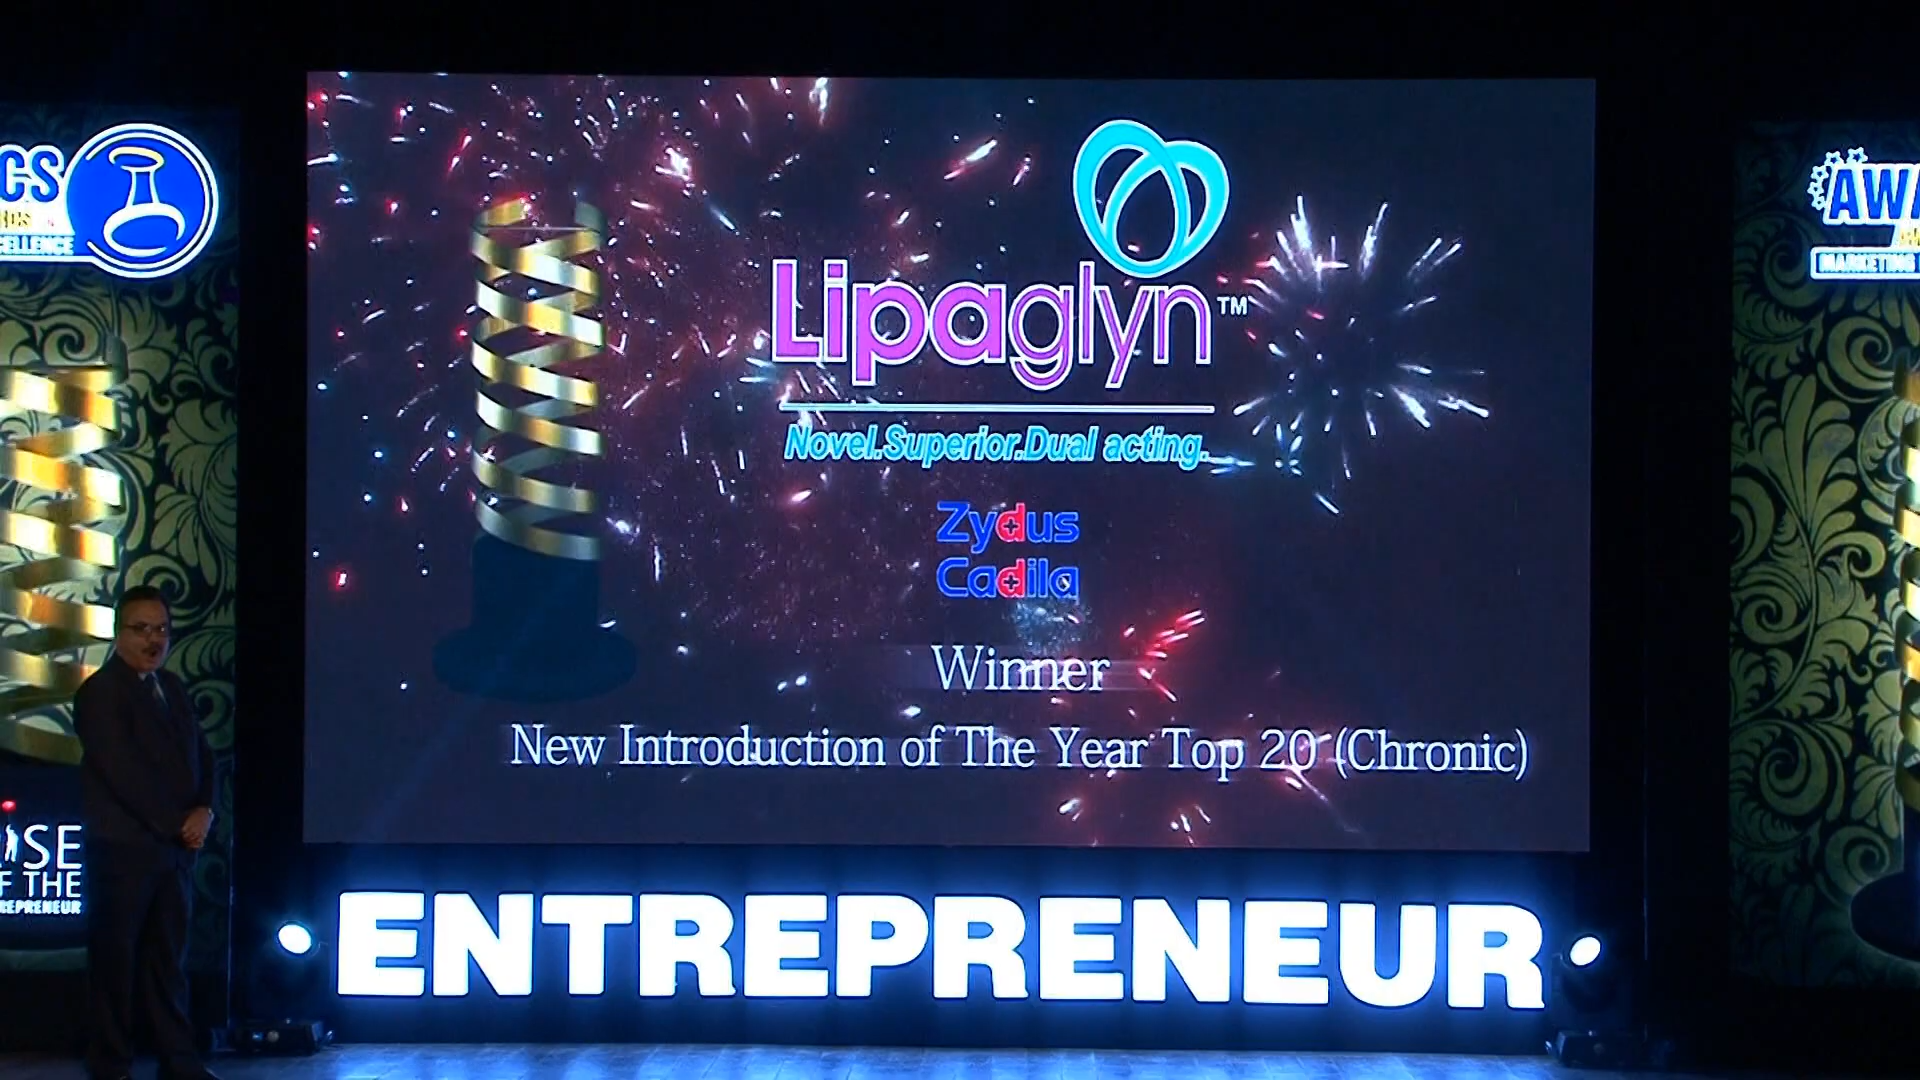 CS
CELLENCE
AWA
MARKETING
Lipaglyn™
Novel.Superior.Dual acting.
Zydus
Cadila
Winner
New Introduction of The Year Top 20 (Chronic)
ISE
F THE
REPRENEUR
ENTREPRENEUR